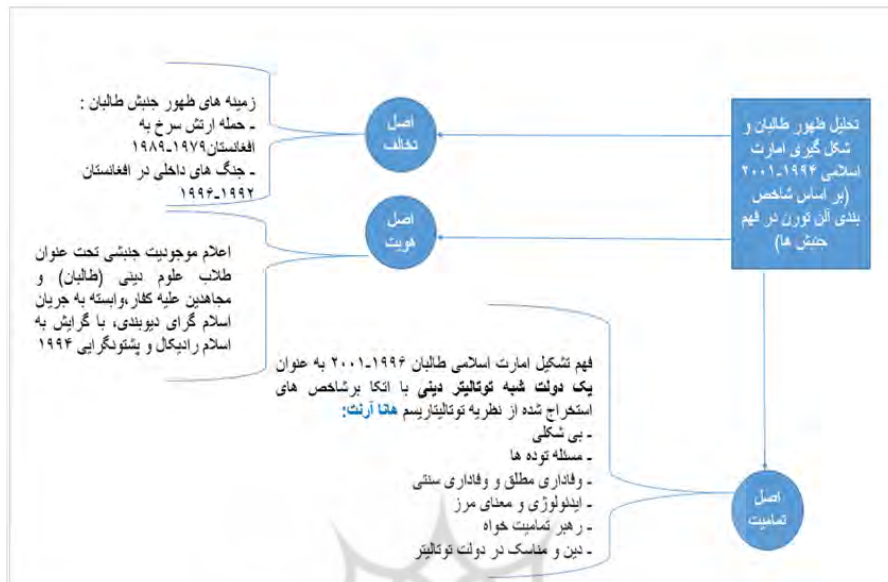 تحلیل ظهور طالبان و
شکل گیری امارت
اسلامی ۱۹۹۴-۲۰۰۱
(بر اساس شاخص
بندی آلن تورن در فهم
جنبش ها)
اصل
تخالف
زمینه های ظهور جنبش طالبان :
- حمله ارتش سرخ به
افغانستان۱۹۷۹-۱۹۸۹
- جنگ های داخلی در افغانستان
۱۹۹۲-۱۹۹۶
اصل
هویت
اعلام موجودیت جنبشی تحت عنوان
طلاب علوم دینی (طالبان) و
مجاهدین علیه کفار،وابسته به جریان
اسلام گرای دیوبندی، با گرایش به
اسلام رادیکال و پشتونگرایی ۱۹۹۴
اصل
تمامیت
فهم تشکیل امارت اسلامی طالبان ۱۹۹۶-۲۰۰۱ به عنوان
یک دولت شبه توتالیتر دینی با اتکا برشاخص های
استخراج شده از نظریه توتالیتاریسم هانا آرنت:
- بی شکلی
- مسئله توده ها
- وفاداری مطلق و وفاداری سنتی
- ایدئولوژی و معنای مرز
- رهبر تمامیت خواه
- دین و مناسک در دولت توتالیتر